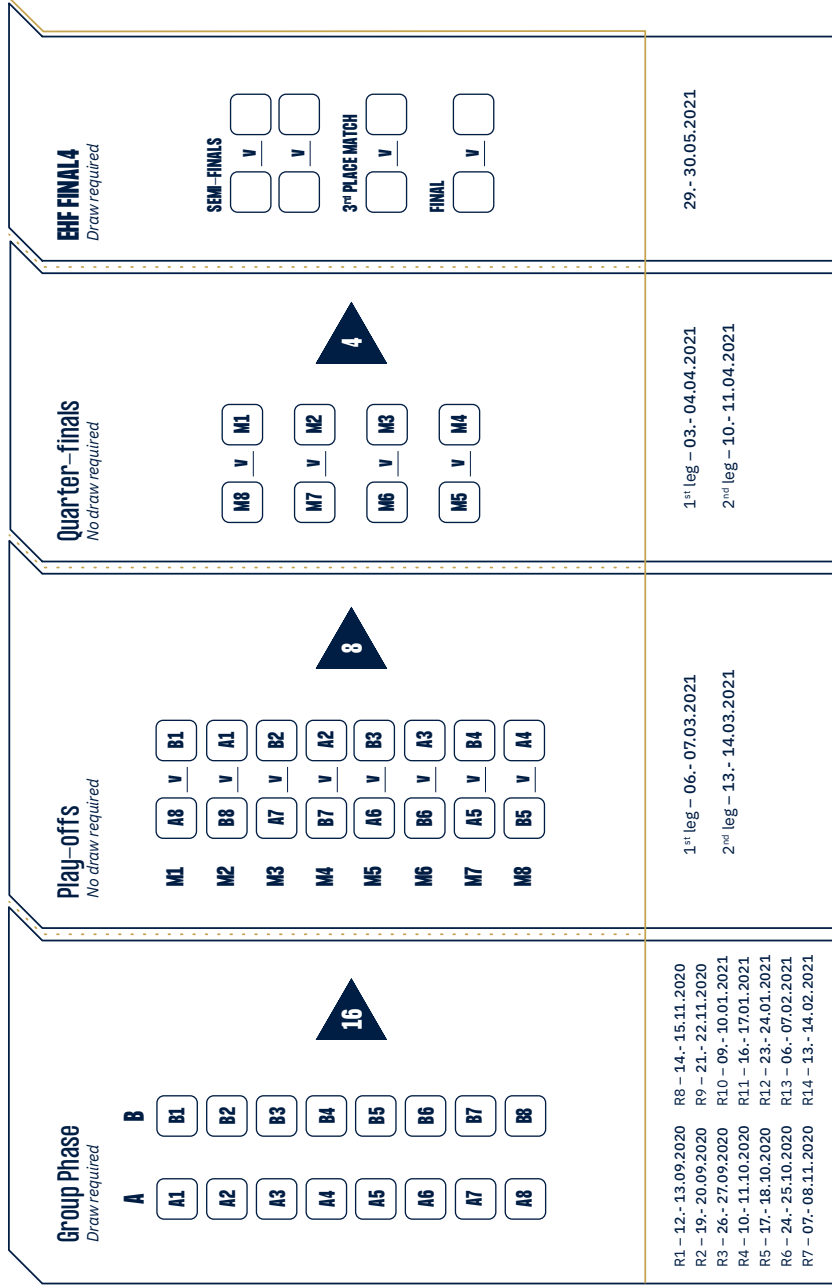 Group Phase
Draw required
A B
A1 B1
A2 B2
A3 B3
A4 B4
A5 B5
A6 B6
A7 B7
A8 B8
16
R1 – 12.- 13.09.2020
R2 – 19.- 20.09.2020
R3 – 26.- 27.09.2020
R4 – 10.- 11.10.2020
R5 – 17.- 18.10.2020
R6 – 24.- 25.10.2020
R7 – 07.- 08.11.2020
R8 – 14.- 15.11.2020
R9 – 21.- 22.11.2020
R10 – 09.- 10.01.2021
R11 – 16.- 17.01.2021
R12 – 23.- 24.01.2021
R13 – 06.- 07.02.2021
R14 – 13.- 14.02.2021
Play-offs
No draw required
M1 A8 V B1
M2 B8 V A1
M3 A7 V B2
M4 B7 V A2
M5 A6 V B3
M6 B6 V A3
M7 A5 V B4
M8 B5 V A4
8
1st leg – 06.- 07.03.2021
2nd leg – 13.- 14.03.2021
Quarter-finals
No draw required
M8 V M1
M7 V M2
M6 V M3
M5 V M4
4
1st leg – 03.- 04.04.2021
2nd leg – 10.- 11.04.2021
EHF FINAL4
Draw required
SEMI-FINALS
V
V
3rd PLACE MATCH
V
FINAL
V
29.- 30.05.2021